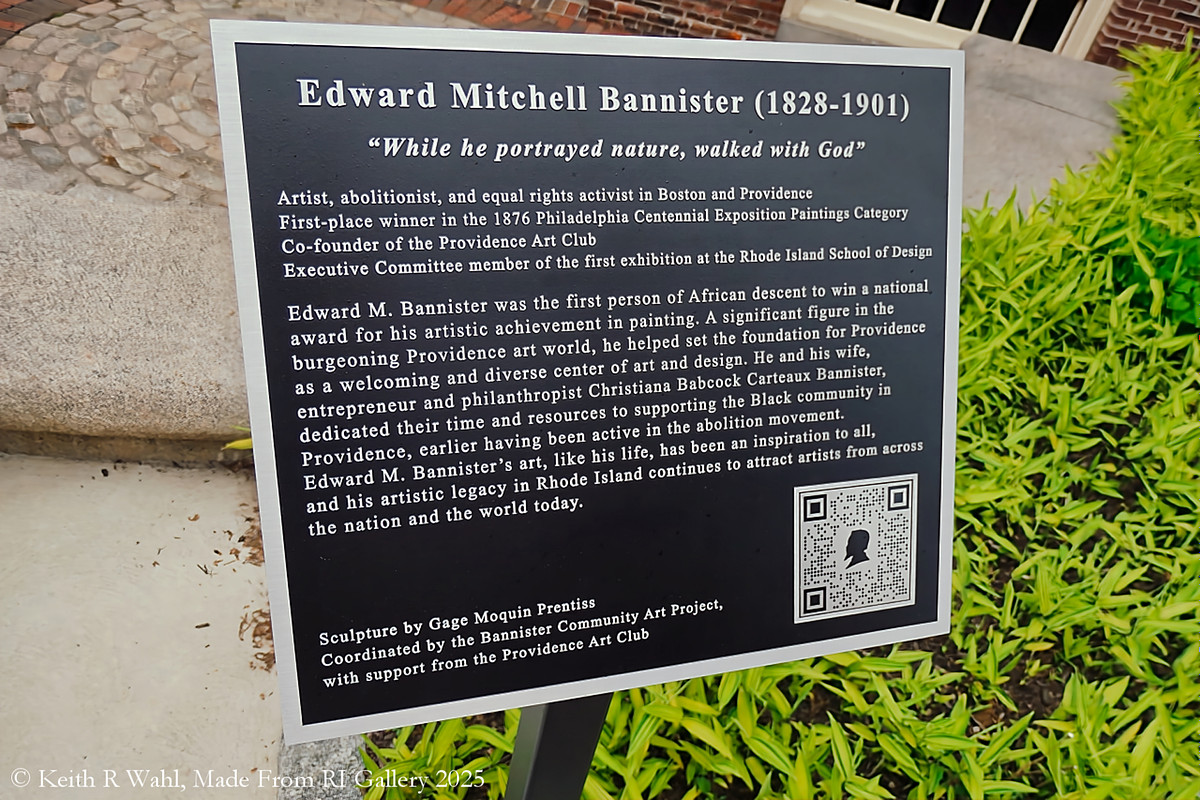 Edward Mitchell Bannister (1828-1901)
“While he portrayed nature, walked with God”
Artist, abolitionist, and equal rights activist in Boston and Providence
First-place winner in the 1876 Philadelphia Centennial Exposition Paintings Category
Co-founder of the Providence Art Club
Executive Committee member of the first exhibition at the Rhode Island School of Design
Edward M. Bannister was the first person of African descent to win a national
award for his artistic achievement in painting. A significant figure in the
burgeoning Providence art world, he helped set the foundation for Providence
as a welcoming and diverse center of art and design. He and his wife,
entrepreneur and philanthropist Christiana Babcock Carteaux Bannister,
dedicated their time and resources to supporting the Black community in
Providence, earlier having been active in the abolition movement.
Edward M. Bannister’s art, like his life, has been an inspiration to all,
and his artistic legacy in Rhode Island continues to attract artists from across
the nation and the world today.
Sculpture by Gage Moquin Prentiss
Coordinated by the Bannister Community Art Project,
with support from the Providence Art Club
© Keith R Wahl, Made From RI Gallery 2025